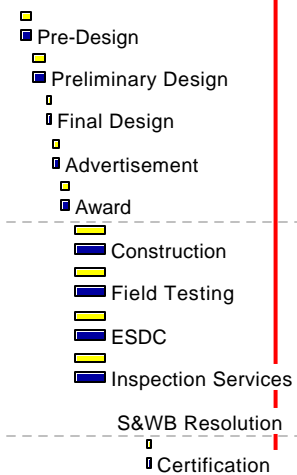 Pre-Design
Preliminary Design
Final Design
Advertisement
Award
Construction
Field Testing
ESDC
Inspection Services
S&WB Resolution
Certification